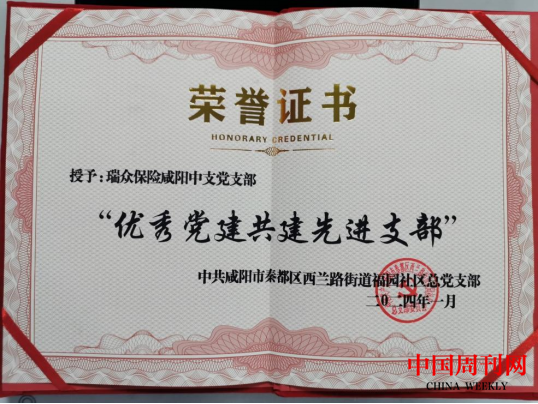 荣誉证书
HONORARY CREDENTIAL
授予：瑞众保险咸阳中支党支部
“优秀党建共建先进支部”
中共咸阳市秦都区西兰路街道福园社区总党支部
二〇二四年一月
中国周刊网
CHINA WEEKLY